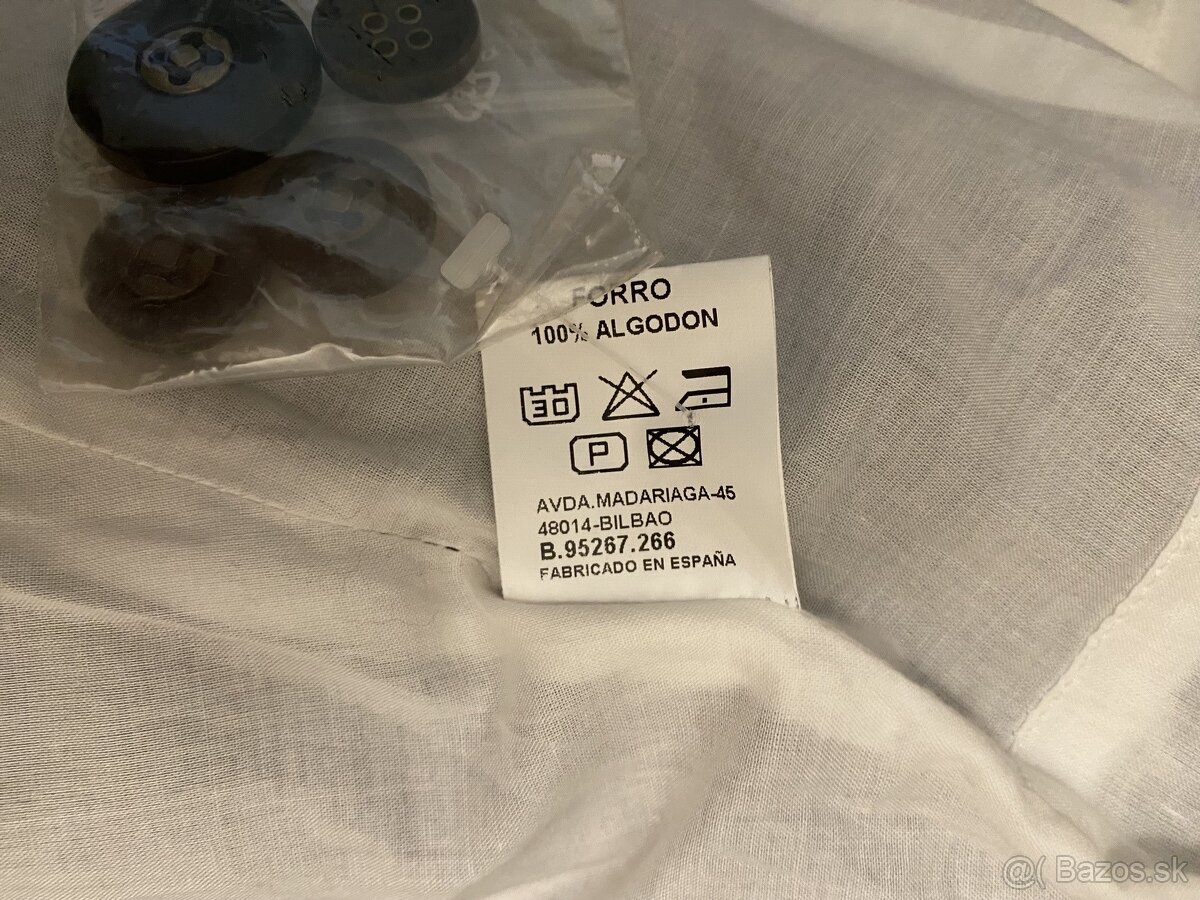 FORRO
100% ALGODON
30
P
AVDA.MADARIAGA-45
48014-BILBAO
B.95267.266
FABRICADO EN ESPAÑA
@( Bazos.sk